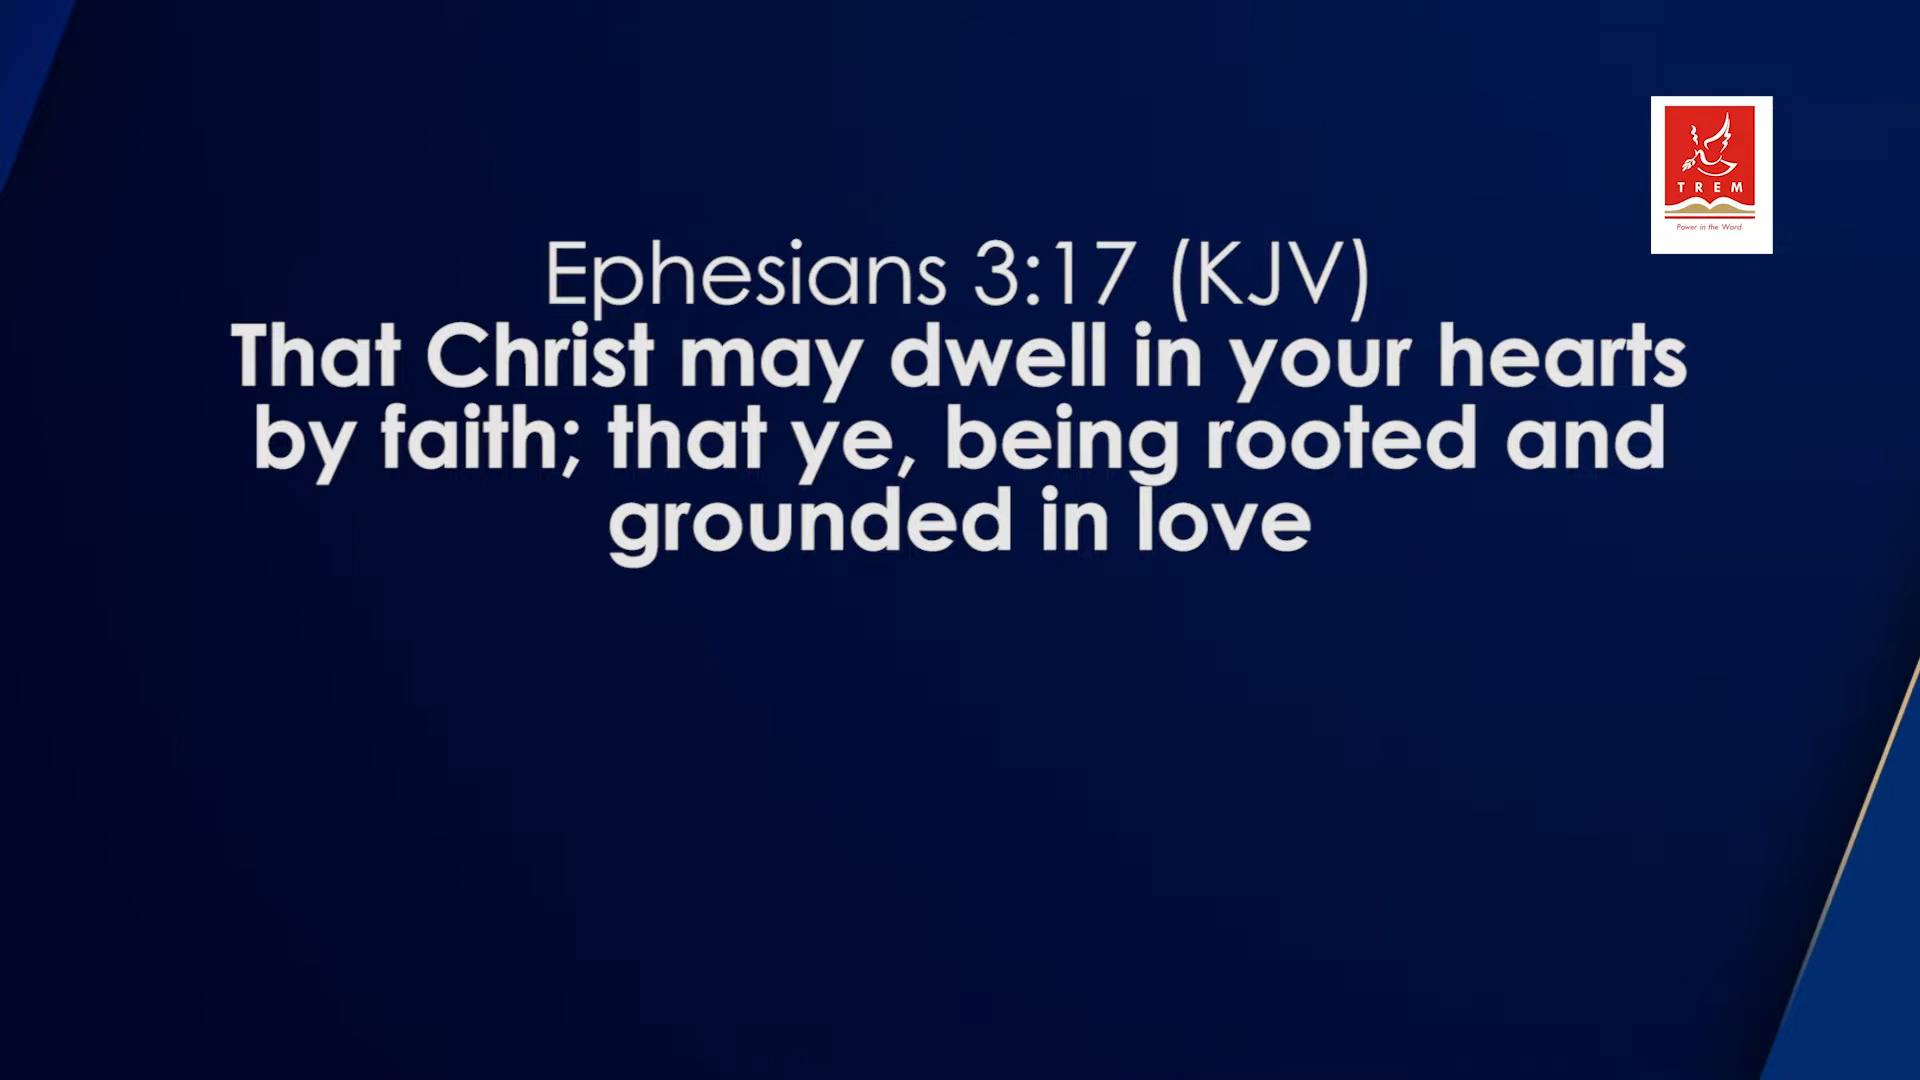 TREM
Power in the Word
Ephesians 3:17 (KJV)
That Christ may dwell in your hearts
by faith; that ye, being rooted and
grounded in love